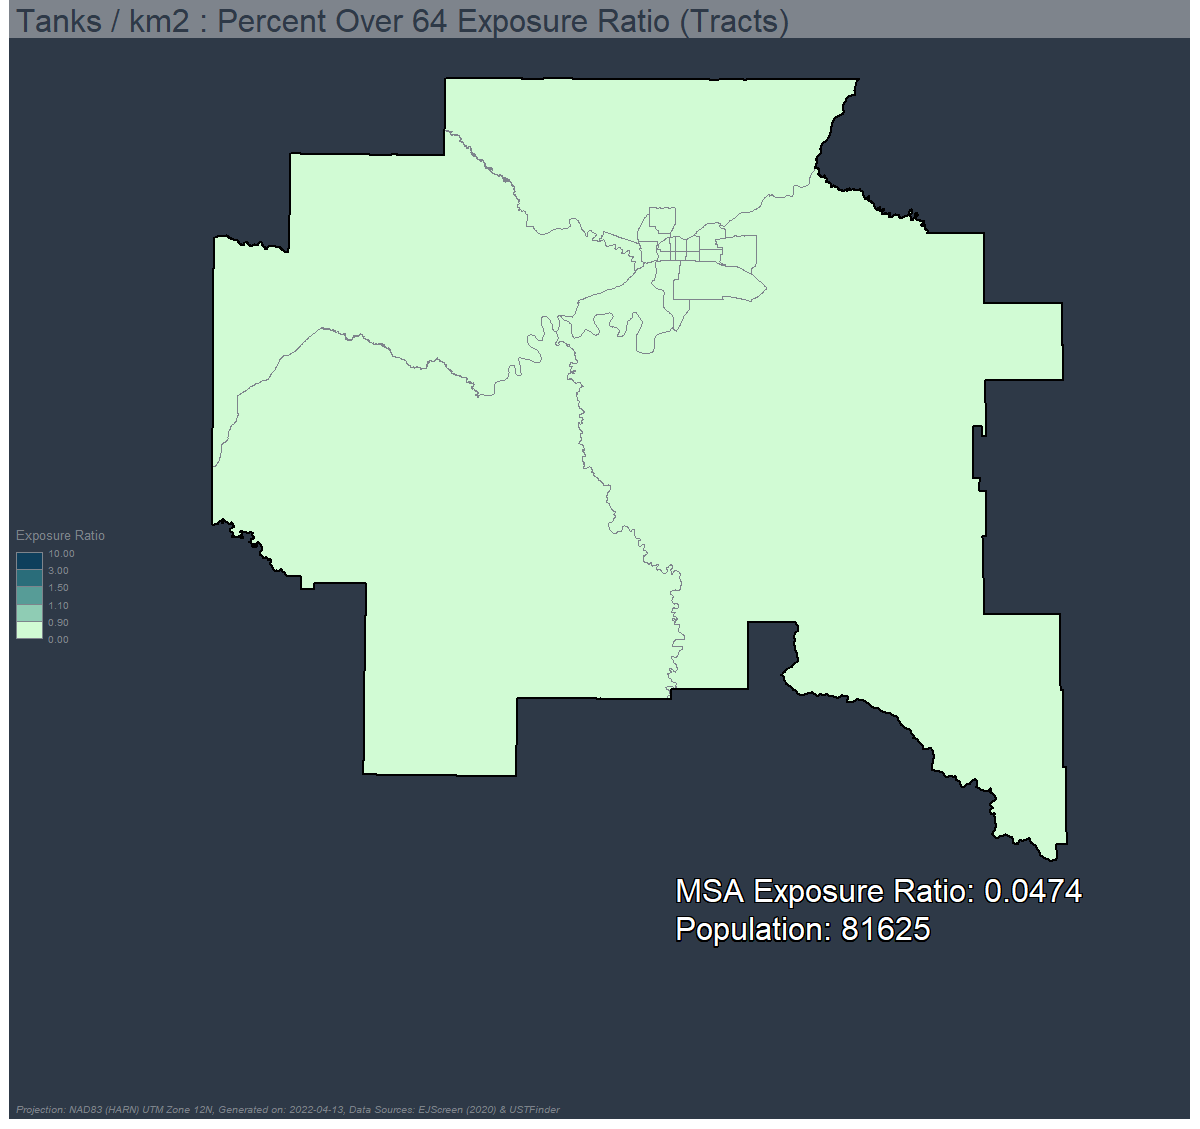 Tanks / km2 : Percent Over 64 Exposure Ratio (Tracts)
Exposure Ratio
10.00
3.00
1.50
1.10
0.90
0.00
MSA Exposure Ratio: 0.0474
Population: 81625
Projection: NAD83 (HARN) UTM Zone 12N, Generated on: 2022-04-13, Data Sources: EJScreen (2020) & USTFinder